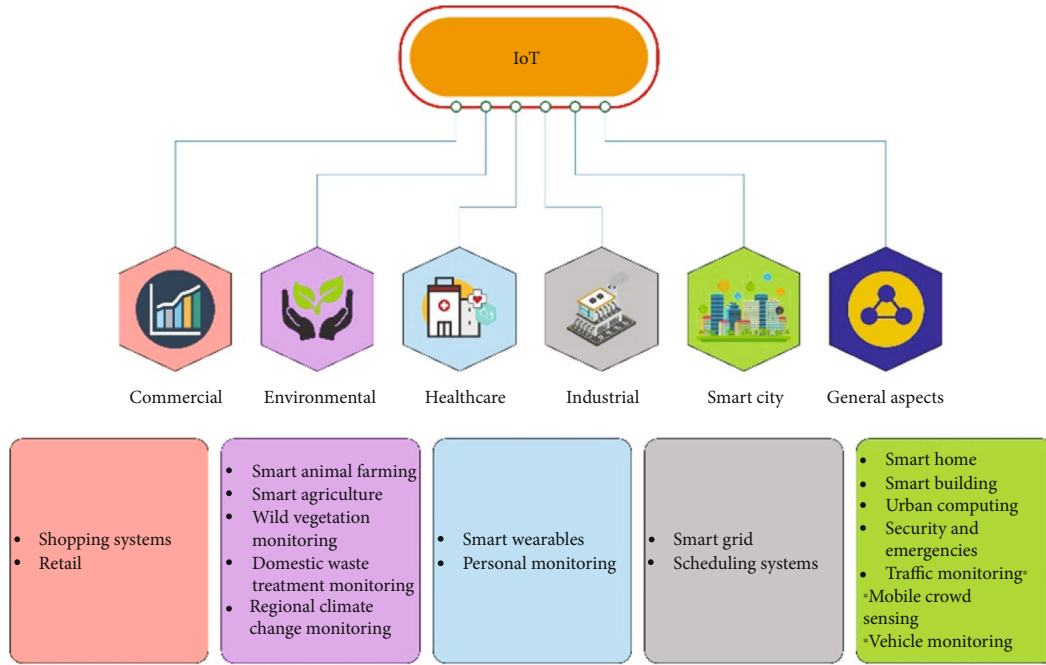 IoT
Commercial
Environmental
Healthcare
Industrial
Smart city
General aspects
• Shopping systems
• Retail
• Smart animal farming
• Smart agriculture
• Wild vegetation
monitoring
• Domestic waste
treatment monitoring
• Regional climate
change monitoring
• Smart wearables
• Personal monitoring
• Smart grid
• Scheduling systems
• Smart home
• Smart building
• Urban computing
• Security and
emergencies
• Traffic monitoring*
*Mobile crowd
sensing
*Vehicle monitoring